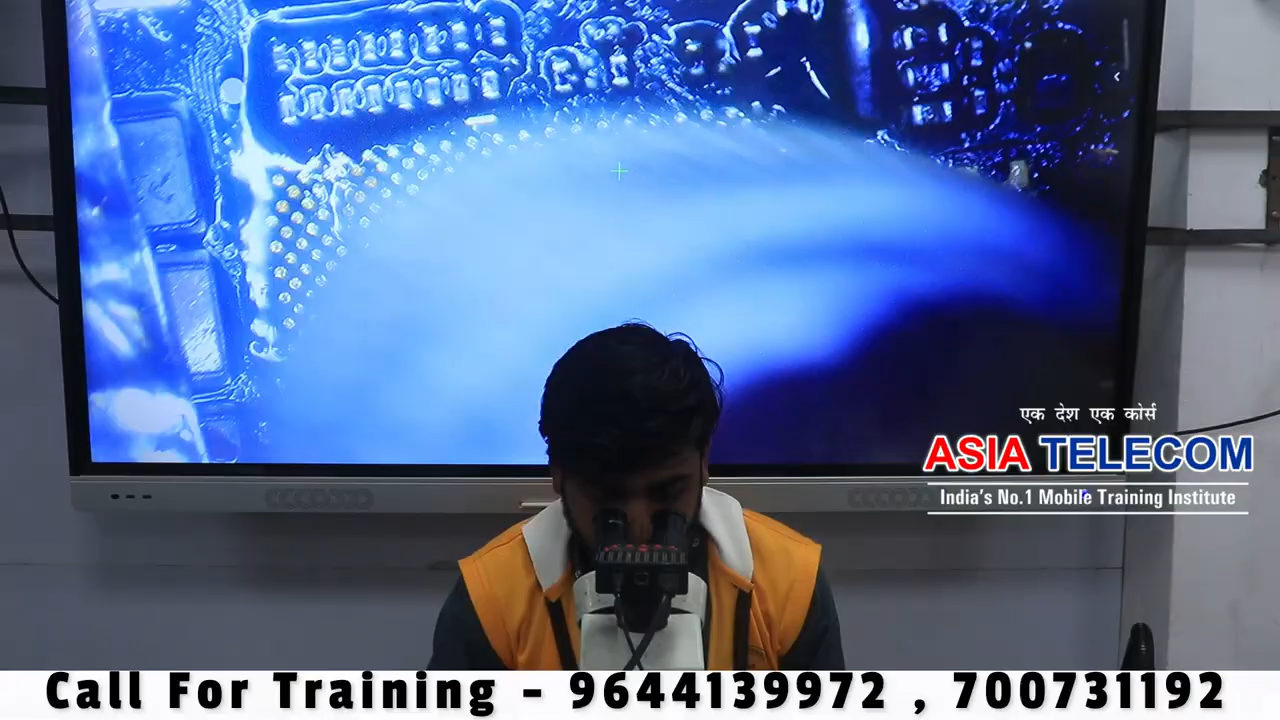 एक देश एक कोर्स
ASIA TELECOM
India's No.1 Mobile Training Institute
Call For Training - 9644139972 , 700731192